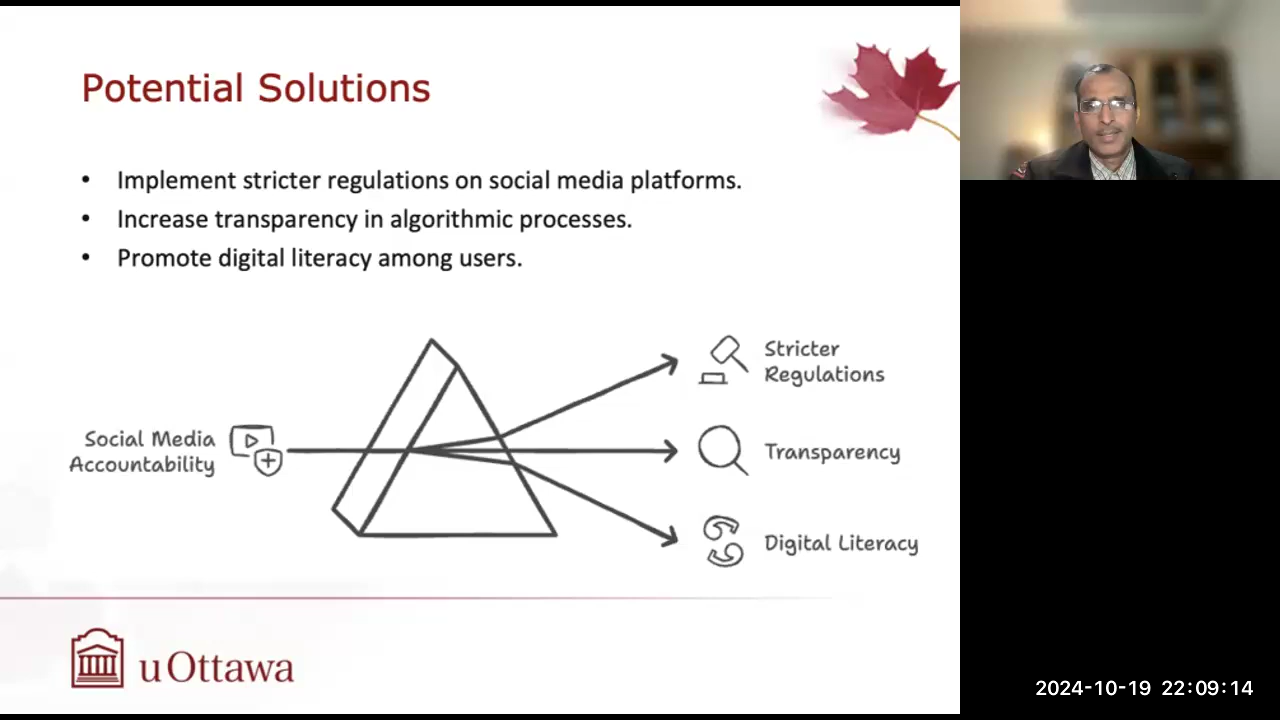 Potential Solutions
• Implement stricter regulations on social media platforms.
• Increase transparency in algorithmic processes.
• Promote digital literacy among users.
Social Media
Accountability
Stricter
Regulations
Transparency
Digital Literacy
uOttawa
2024-10-19 22:09:14